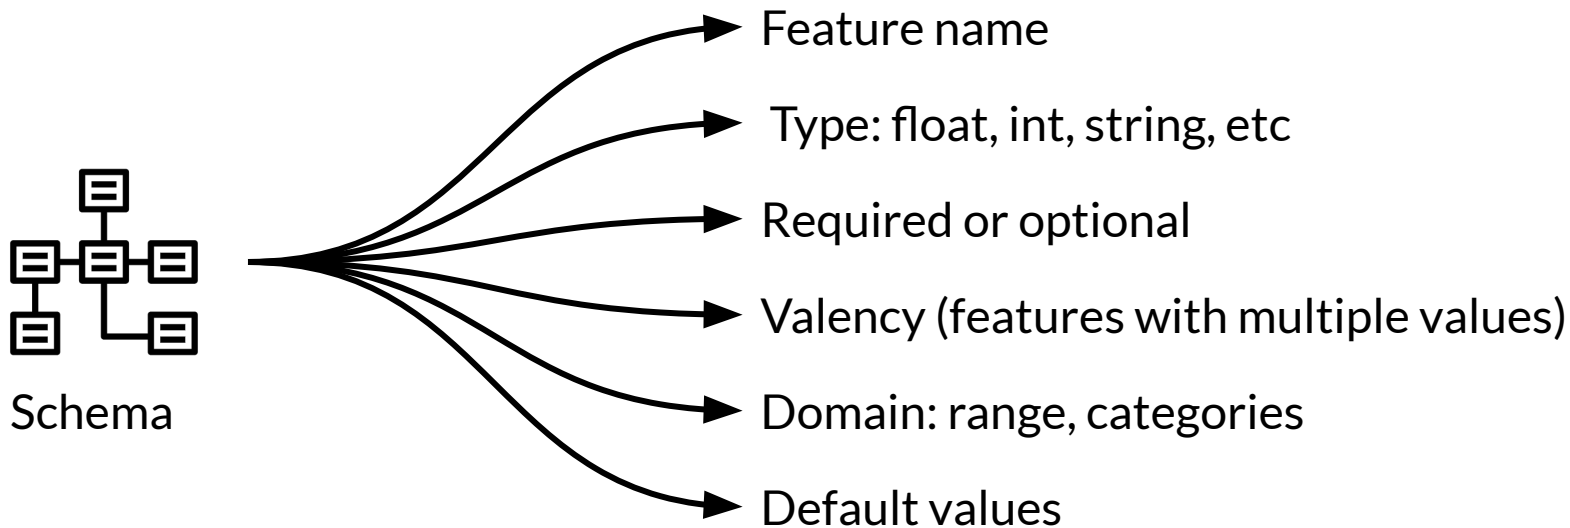 Feature name
Type: float, int, string, etc
Required or optional
Valency (features with multiple values)
Schema
Domain: range, categories
Default values